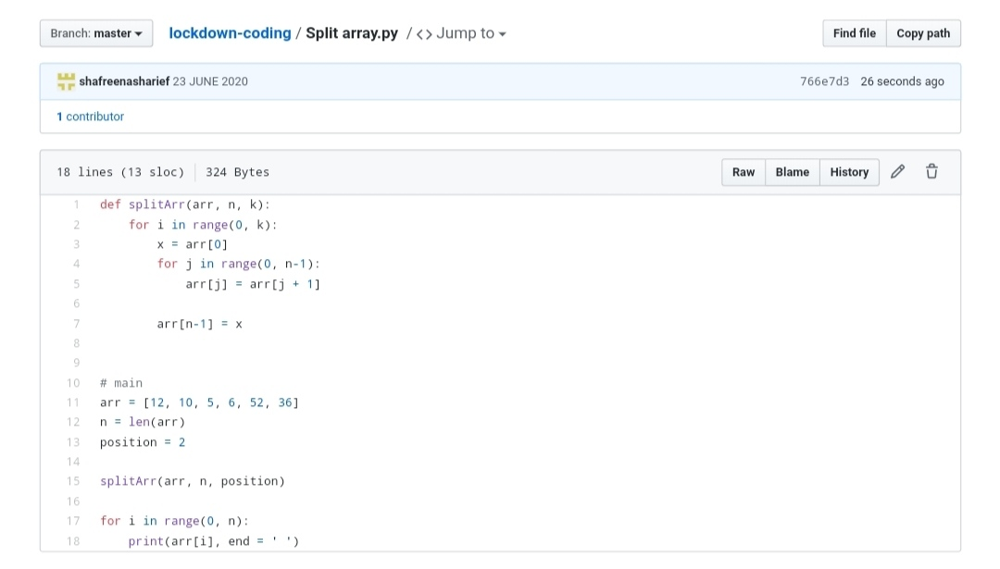 Branch: master lockdown-coding / Split array.py / <> Jump to Find file Copy path
shafreenasharief 23 JUNE 2020 766e7d3 26 seconds ago
1 contributor
18 lines (13 sloc) 324 Bytes Raw Blame History
1 def splitArr(arr, n, k):
2     for i in range(0, k):
3         x = arr[0]
4         for j in range(0, n-1):
5             arr[j] = arr[j + 1]
6
7         arr[n-1] = x
8
9
10 # main
11 arr = [12, 10, 5, 6, 52, 36]
12 n = len(arr)
13 position = 2
14
15 splitArr(arr, n, position)
16
17 for i in range(0, n):
18     print(arr[i], end = ' ')